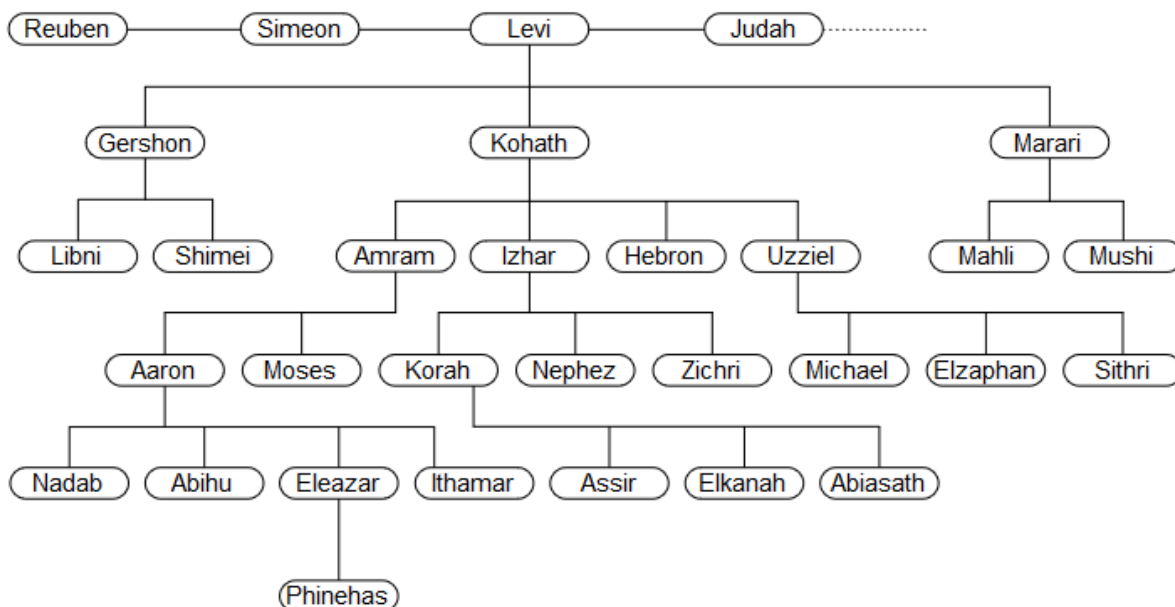 Reuben Simeon Levi Judah
Gershon Kohath Marari
Libni Shimei Amram Izhar Hebron Uzziel Mahli Mushi
Aaron Moses Korah Nephez Zichri Michael Elzaphan Sithri
Nadab Abihu Eleazar Ithamar Assir Elkanah Abiasath
Phinehas